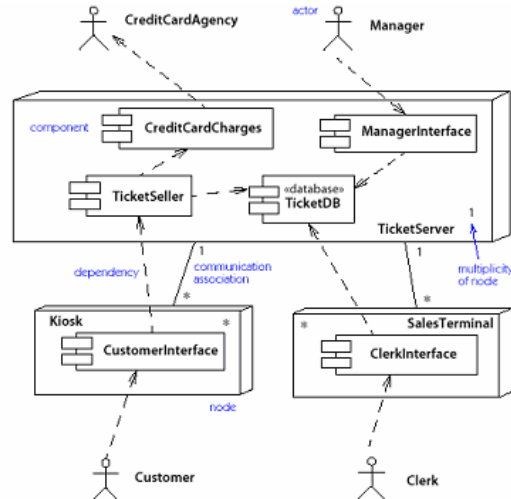 CreditCardAgency
actor
Manager
component
CreditCardCharges
ManagerInterface
TicketSeller
«database»
TicketDB
TicketServer
1
1
1
dependency
communication
association
multiplicity
of node
*
*
Kiosk
*
CustomerInterface
*
SalesTerminal
ClerkInterface
node
Customer
Clerk